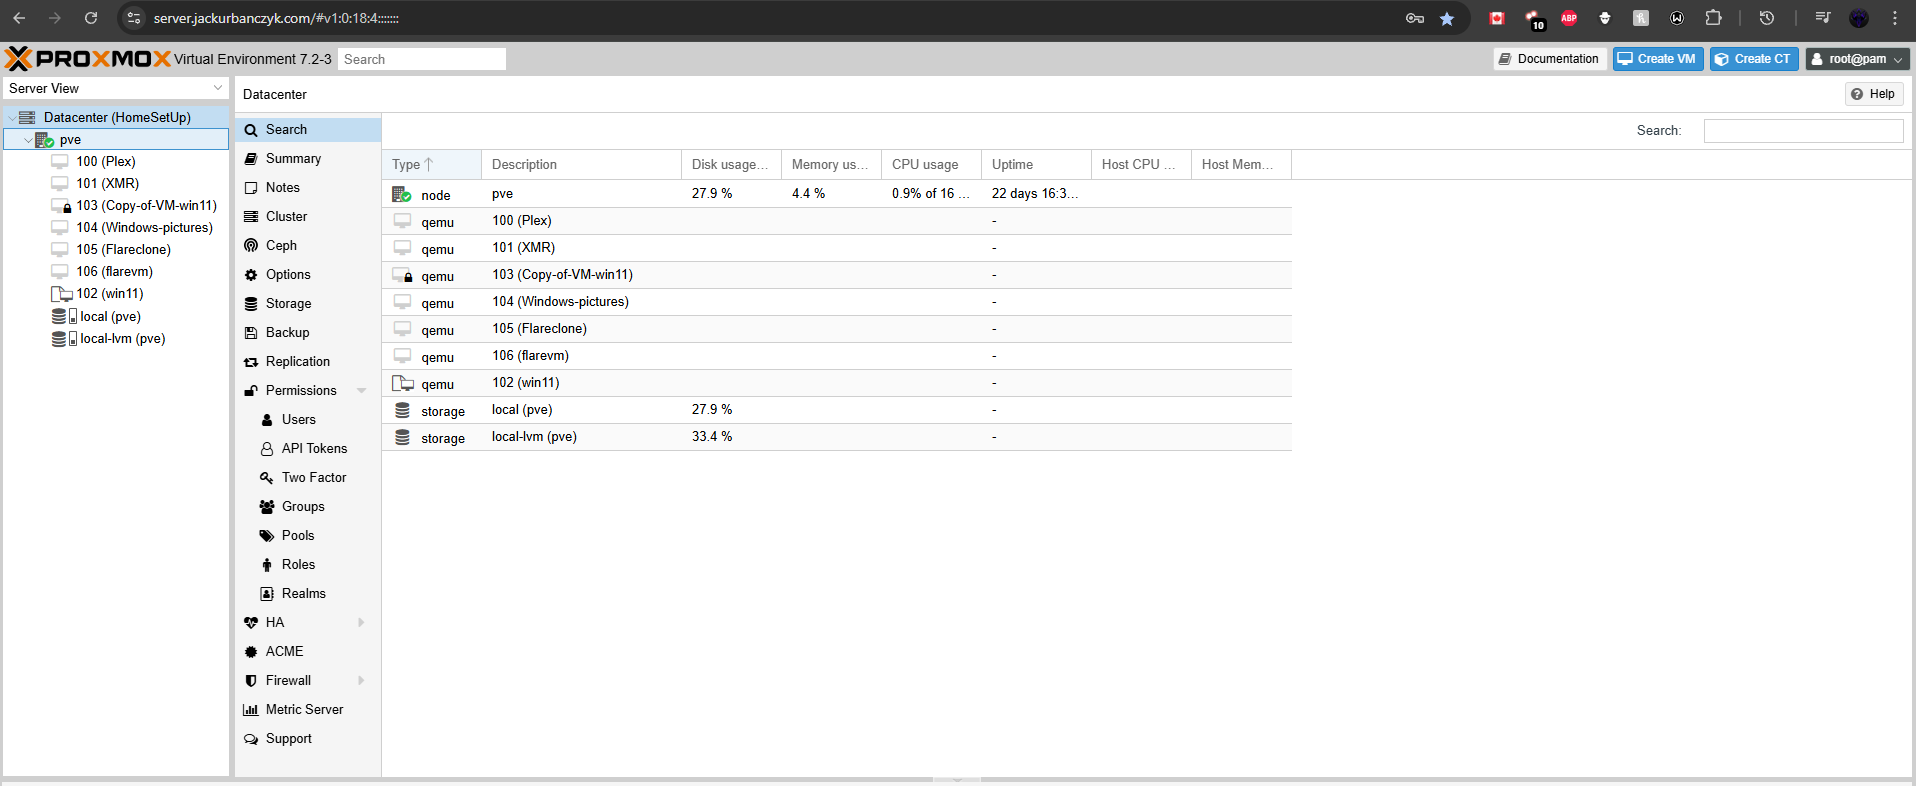 server.jackurbanczyk.com/#v1:0:18:4:::::::
10
ABP
PROXMOX Virtual Environment 7.2-3
Search
Documentation
Create VM
Create CT
root@pam
Server View
Datacenter (HomeSetUp)
pve
100 (Plex)
101 (XMR)
103 (Copy-of-VM-win11)
104 (Windows-pictures)
105 (Flareclone)
106 (flarevm)
102 (win11)
local (pve)
local-lvm (pve)
Datacenter
Help
Search
Summary
Notes
Cluster
Ceph
Options
Storage
Backup
Replication
Permissions
Users
API Tokens
Two Factor
Groups
Pools
Roles
Realms
HA
ACME
Firewall
Metric Server
Support
Search:
Type Description Disk usage... Memory us... CPU usage Uptime Host CPU ... Host Mem...
node pve 27.9 % 4.4 % 0.9% of 16 ... 22 days 16:3...
qemu 100 (Plex) -
qemu 101 (XMR) -
qemu 103 (Copy-of-VM-win11) -
qemu 104 (Windows-pictures) -
qemu 105 (Flareclone) -
qemu 106 (flarevm) -
qemu 102 (win11) -
storage local (pve) 27.9 % -
storage local-lvm (pve) 33.4 % -